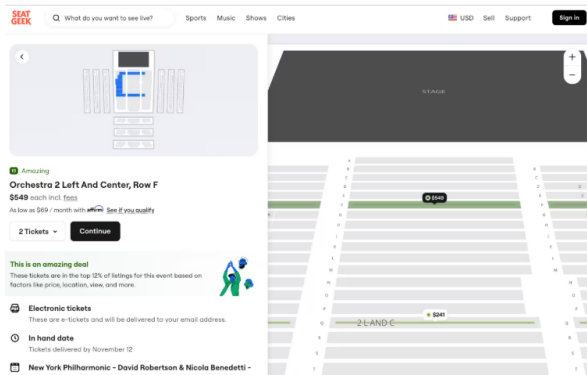 SEAT
GEEK
What do you want to see live?
Sports
Music
Shows
Cities
USD
Sell
Support
Sign in
Amazing
Orchestra 2 Left And Center, Row F
$549 each incl. fees
As low as $69 / month with affirm. See if you qualify
2 Tickets
Continue
This is an amazing deal
These tickets are in the top 12% of listings for this event based on
factors like price, location, view, and more.
Electronic tickets
These are e-tickets and will be delivered to your email address.
In hand date
Tickets delivered by November 12
New York Philharmonic - David Robertson & Nicola Benedetti -
+
−
STAGE
$549
$241
2 L AND C